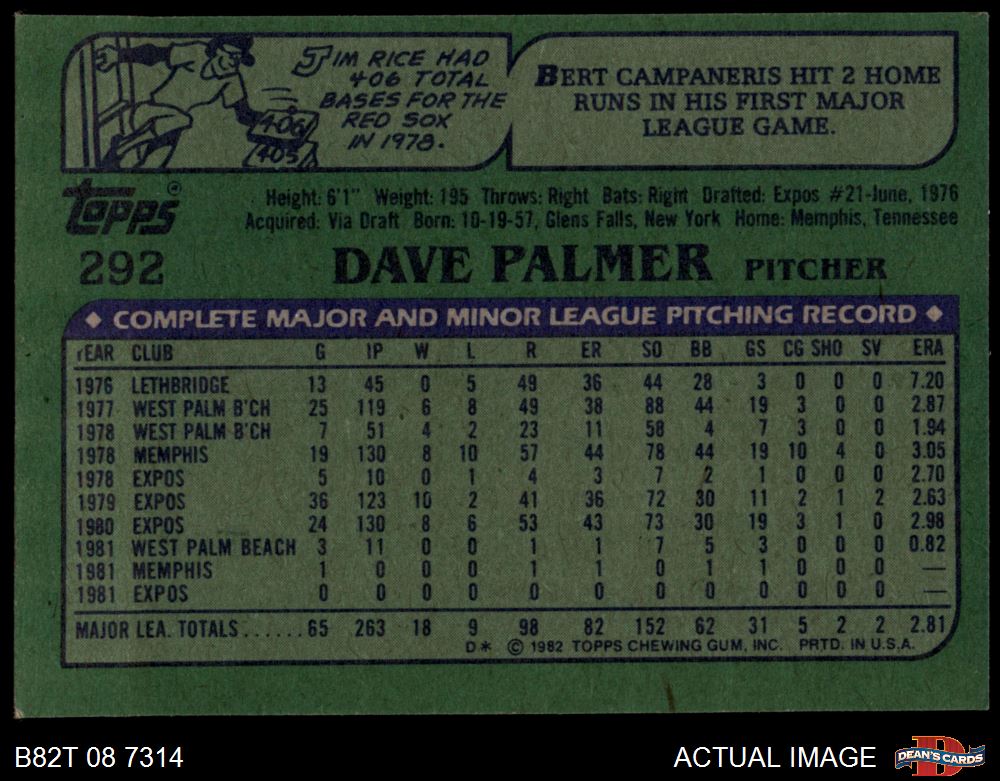 JIM RICE HAD
406 TOTAL
BASES FOR THE
RED SOX
IN 1978.
406
405
BERT CAMPANERIS HIT 2 HOME
RUNS IN HIS FIRST MAJOR
LEAGUE GAME.
Topps ®
Height: 6'1" Weight: 195 Throws: Right Bats: Right Drafted: Expos #21-June, 1976
Acquired: Via Draft Born: 10-19-57, Glens Falls, New York Home: Memphis, Tennessee
292 DAVE PALMER PITCHER
◆ COMPLETE MAJOR AND MINOR LEAGUE PITCHING RECORD ◆
YEAR CLUB G IP W L R ER SO BB GS CG SHO SV ERA
1976 LETHBRIDGE 13 45 0 5 49 36 44 28 3 0 0 0 7.20
1977 WEST PALM B'CH 25 119 6 8 49 38 88 44 19 3 0 0 2.87
1978 WEST PALM B'CH 7 51 4 2 23 11 58 4 7 3 0 0 1.94
1978 MEMPHIS 19 130 8 10 57 44 78 44 19 10 4 0 3.05
1978 EXPOS 5 10 0 1 4 3 7 2 1 0 0 0 2.70
1979 EXPOS 36 123 10 2 41 36 72 30 11 2 1 2 2.63
1980 EXPOS 24 130 8 6 53 43 73 30 19 3 1 0 2.98
1981 WEST PALM BEACH 3 11 0 0 1 1 7 5 3 0 0 0 0.82
1981 MEMPHIS 1 0 0 0 1 1 0 1 1 0 0 0 —
1981 EXPOS 0 0 0 0 0 0 0 0 0 0 0 0 —
MAJOR LEA. TOTALS......65 263 18 9 98 82 152 62 31 5 2 2 2.81
D* © 1982 TOPPS CHEWING GUM, INC. PRTD. IN U.S.A.
B82T 08 7314
ACTUAL IMAGE
D
DEAN'S CARDS